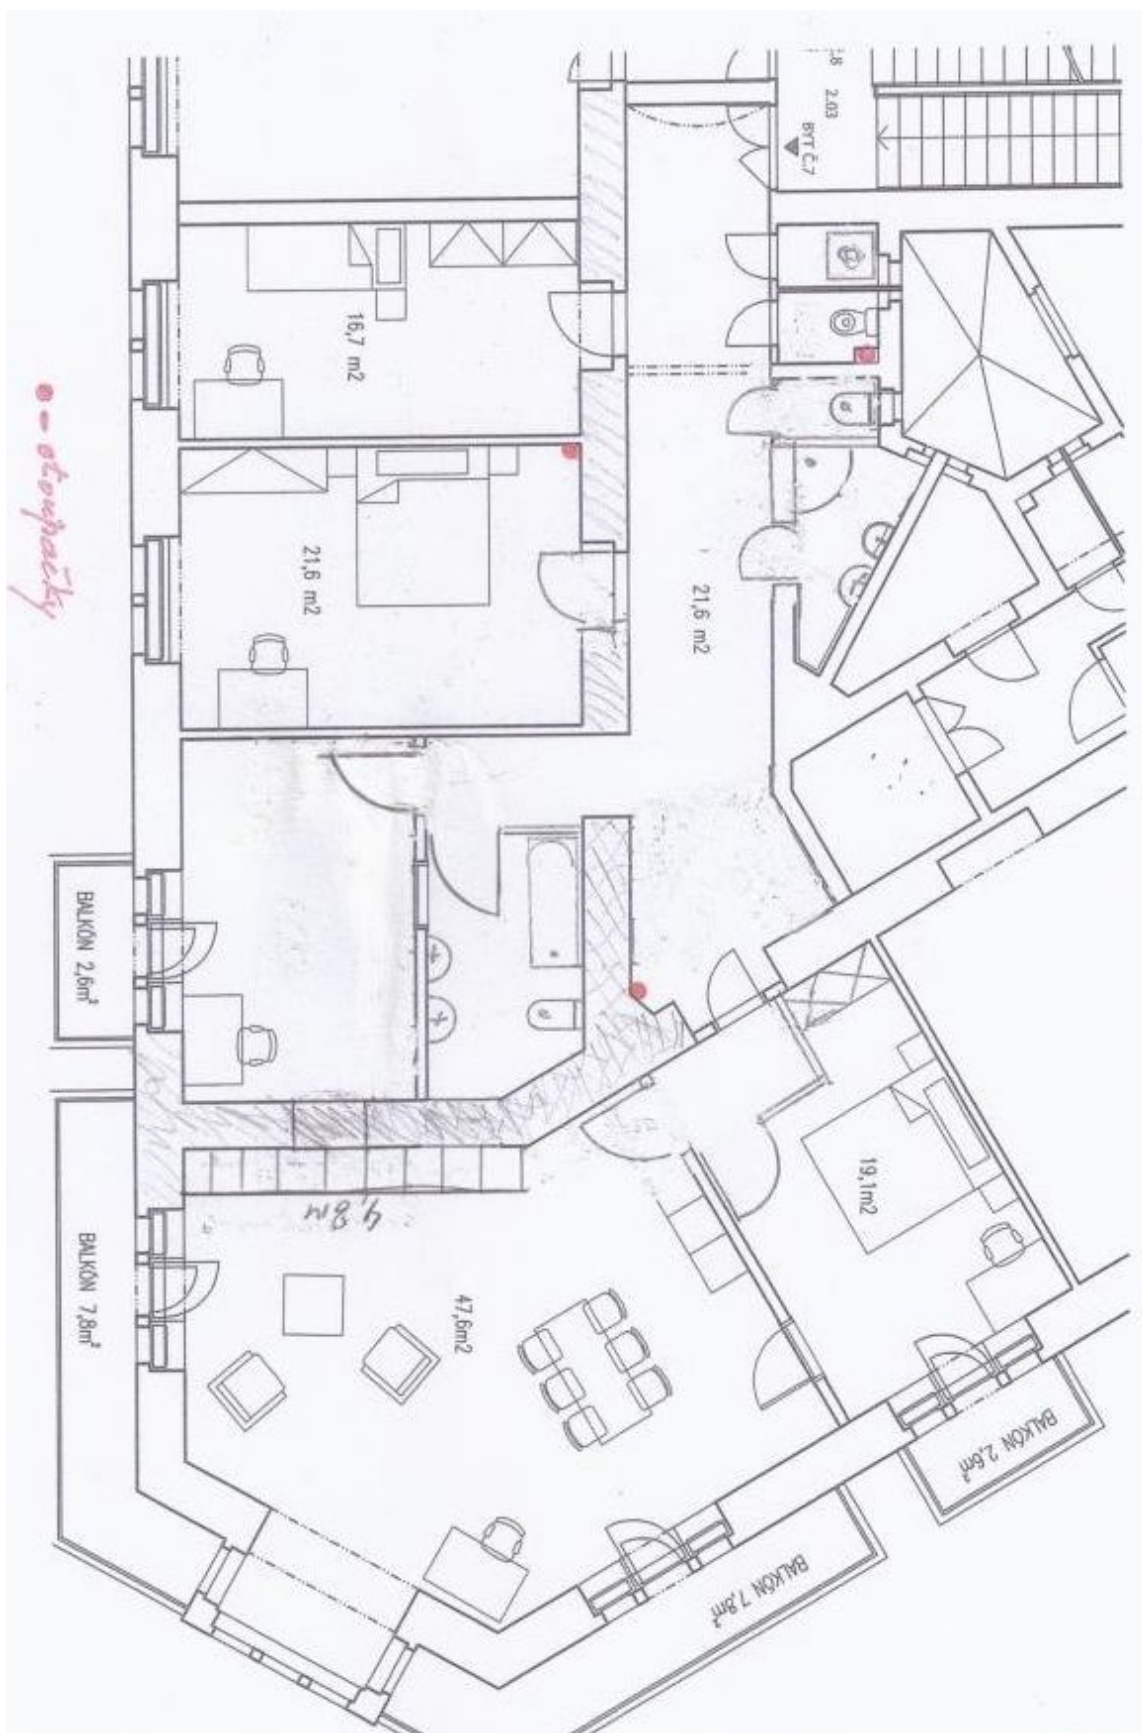 2.03
BYT Č.7
16,7 m2
21,6 m2
21,6 m2
● = stoupačky
BALKÓN 2,6m²
19,1m2
4,8m
BALKÓN 7,8m²
47,6m2
BALKÓN 2,6m²
BALKÓN 7,8m²